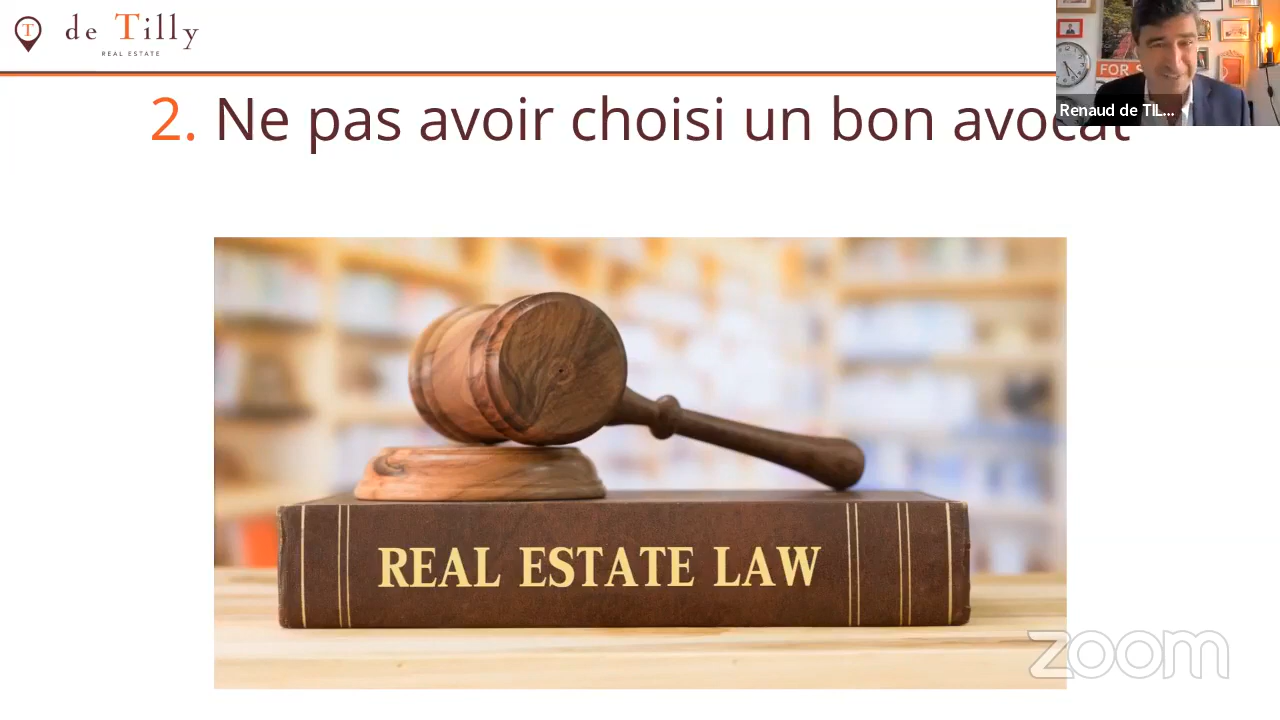 T de Tilly
REAL ESTATE
FOR S
Renaud de TIL...
2. Ne pas avoir choisi un bon avocat
REAL ESTATE LAW
zoom